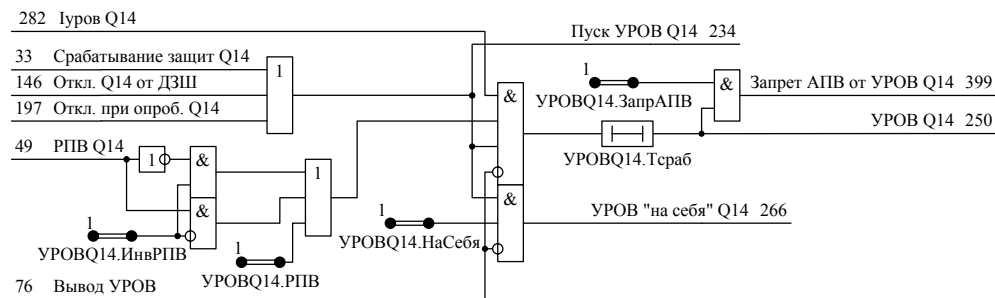 282 Iуров Q14
Пуск УРОВ Q14 234
33 Срабатывание защит Q14
1
146 Откл. Q14 от ДЗШ
197 Откл. при опроб. Q14
1
&
Запрет АПВ от УРОВ Q14 399
УРОВQ14.ЗапрАПВ
&
УРОВ Q14 250
49 РПВ Q14
1
&
1
УРОВQ14.Тсраб
&
1
УРОВQ14.ИнвРПВ
1
УРОВQ14.НаСебя
&
УРОВ "на себя" Q14 266
1
УРОВQ14.РПВ
76 Вывод УРОВ